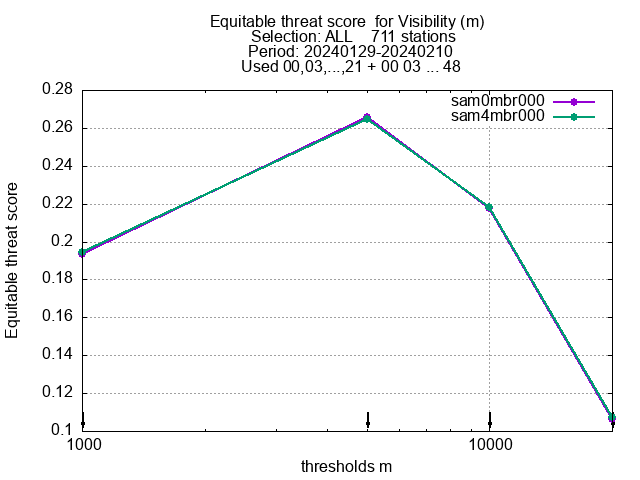 Equitable threat score  for Visibility (m)
Selection: ALL    711 stations
Period: 20240129-20240210
Used 00,03,...,21 + 00 03 ... 48
sam0mbr000
sam4mbr000
0.28
0.26
0.24
0.22
0.2
0.18
0.16
0.14
0.12
0.1
Equitable threat score
1000
10000
thresholds m